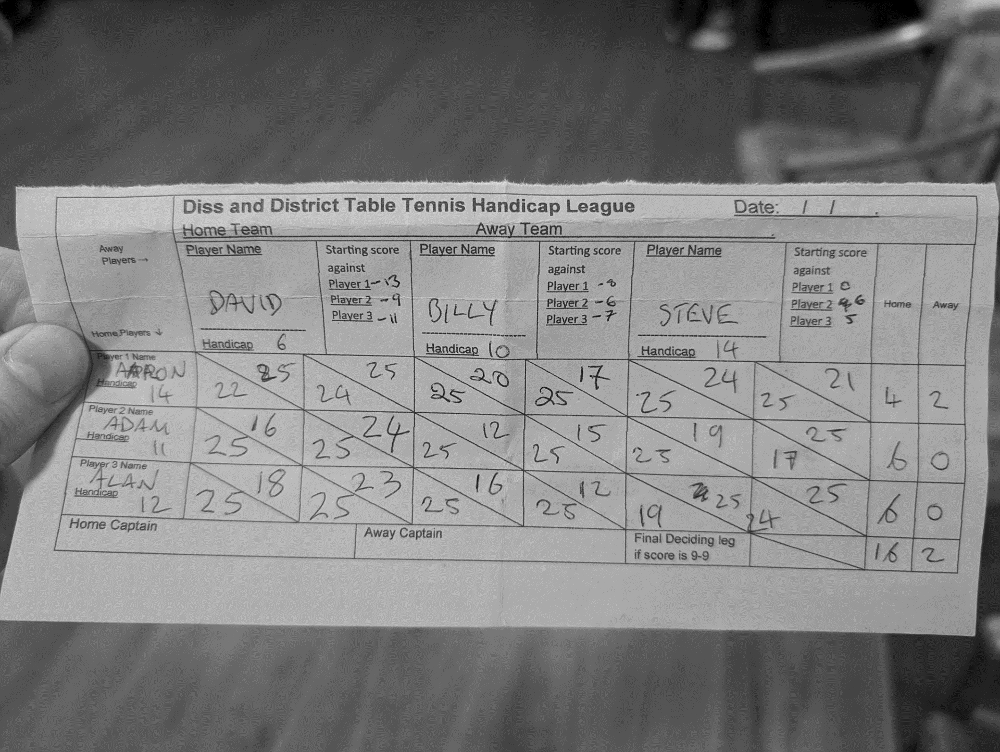 Diss and District Table Tennis Handicap League Date: / / .
Home Team Away Team .
Away
Players →
Home Players ↓
Player Name
DAVID
Handicap 6
Starting score
against
Player 1 - 13
Player 2 - 9
Player 3 - 11
Player Name
BILLY
Handicap 10
Starting score
against
Player 1 - 8
Player 2 - 6
Player 3 - 7
Player Name
STEVE
Handicap 14
Starting score
against
Player 1 0
Player 2 6
Player 3 5
Home Away
Player 1 Name
AARON
Handicap
14
25 25 20 17 24 21
22 24 25 25 25 25 4 2
Player 2 Name
ADAM
Handicap
11
16 24 12 15 19 25
25 25 25 25 25 17 6 0
Player 3 Name
ALAN
Handicap
12
18 23 16 12 25 25
25 25 25 25 19 24 6 0
Home Captain
Away Captain
Final Deciding leg
if score is 9-9
16 2